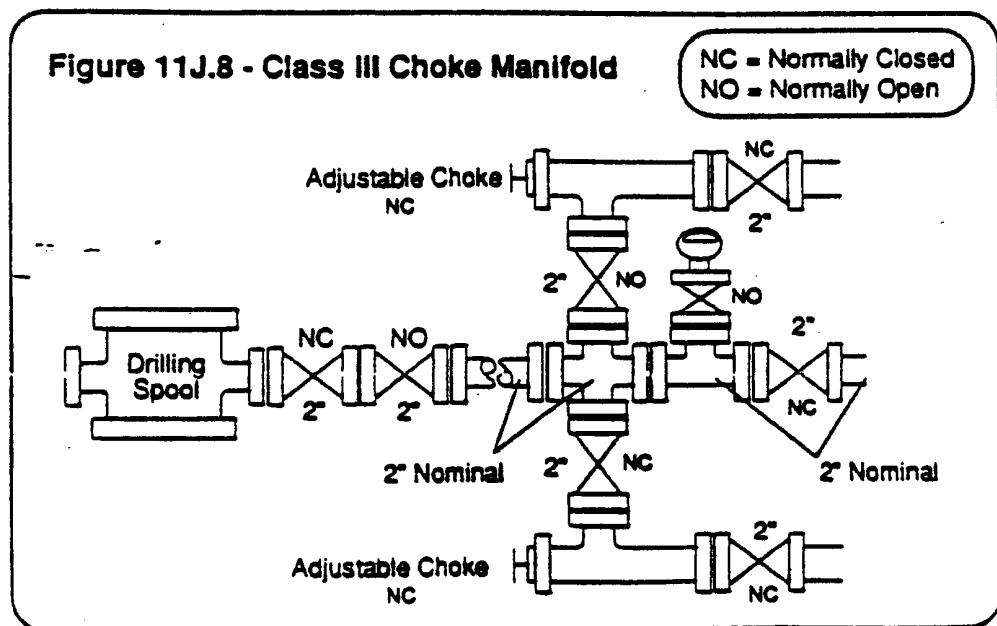 Figure 11J.8 - Class III Choke Manifold
NC = Normally Closed
NO = Normally Open
Adjustable Choke
NC
NC
2"
2"
NO
NO
Drilling
Spool
NC
2"
NO
2"
2"
NC
2" Nominal
2"
NC
2" Nominal
Adjustable Choke
NC
2"
NC